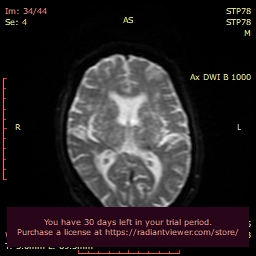 Im: 34/44
Se: 4
AS
STP78
STP78
M
Ax DWI B 1000
R
L
You have 30 days left in your trial period.
Purchase a license at https://radiantviewer.com/store/